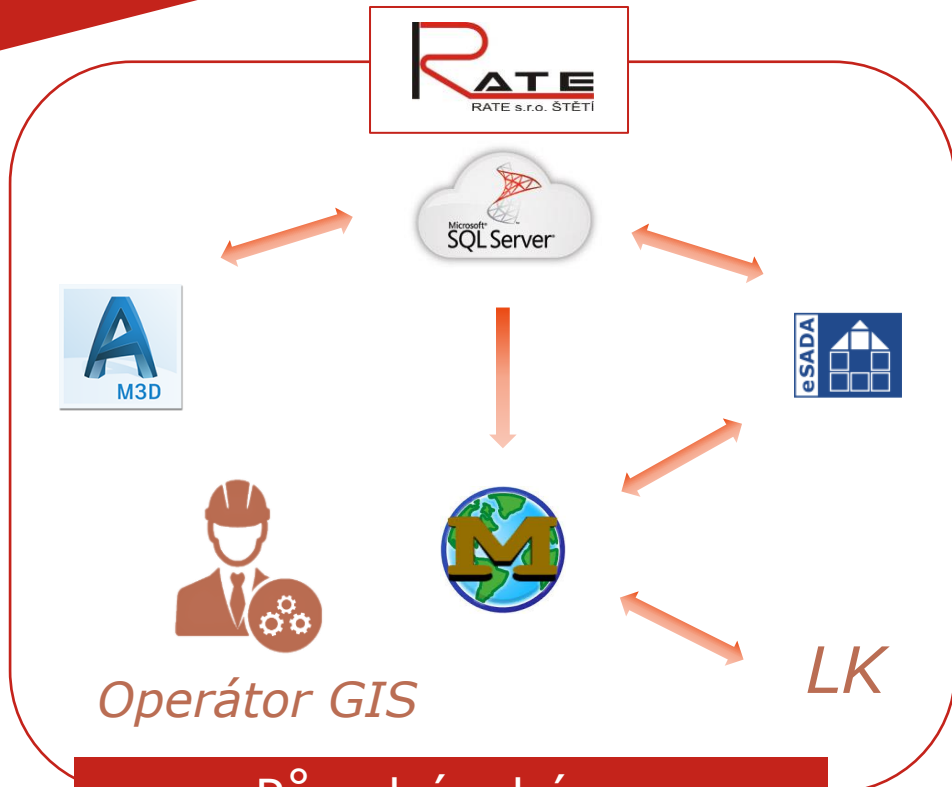 RATE
RATE s.r.o. ŠTĚTÍ
Microsoft®
SQL Server®
M3D
eSADA
M
Operátor GIS
LK